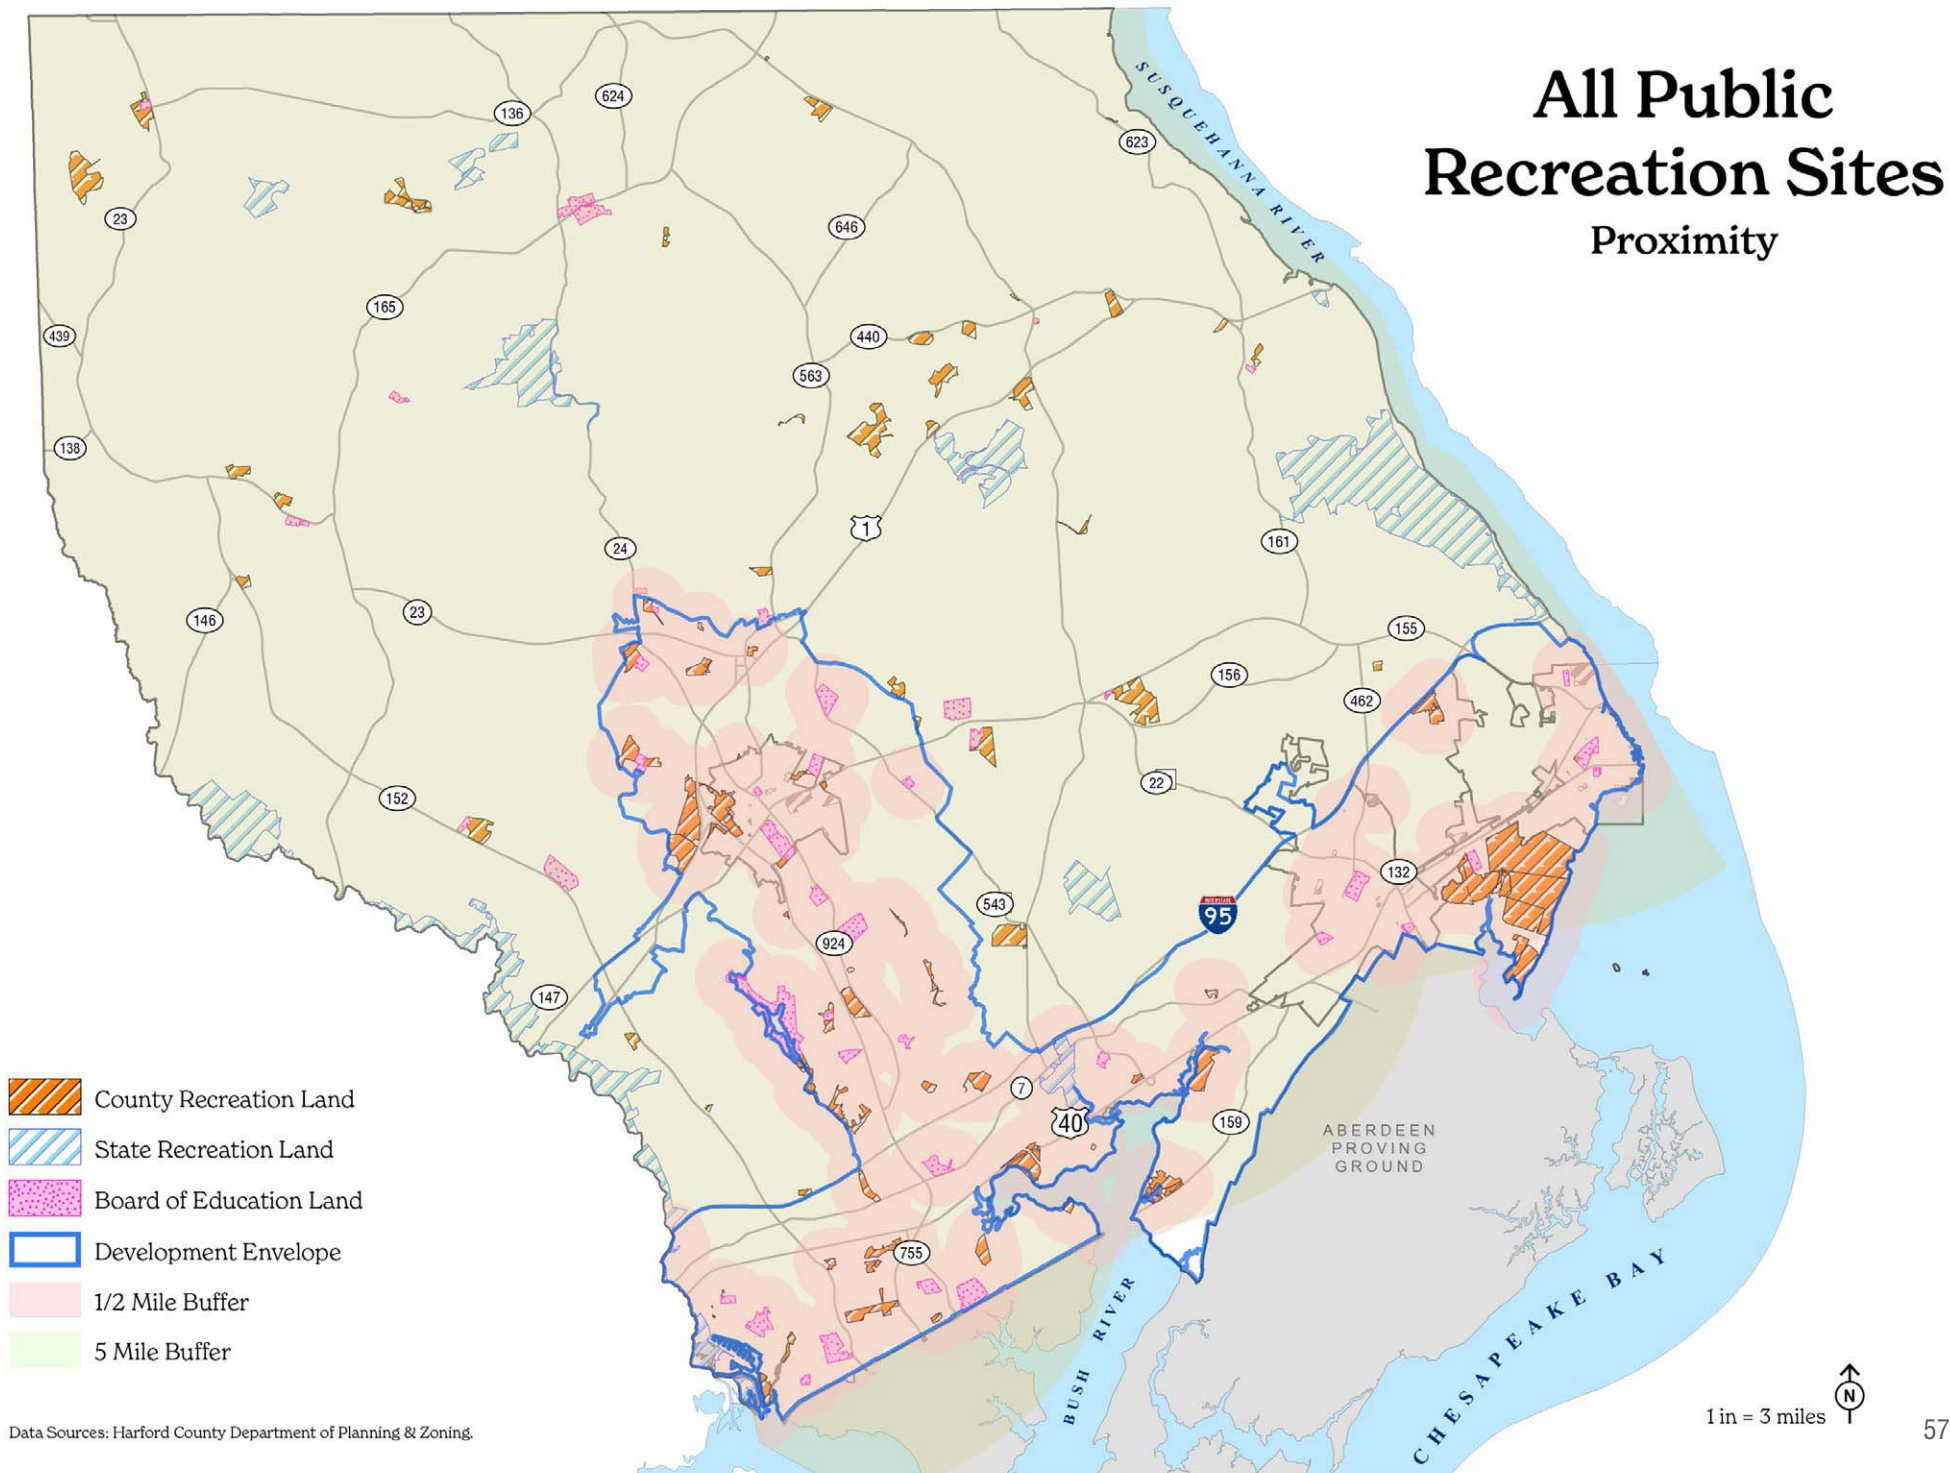 All Public
Recreation Sites
Proximity
SUSQUEHANNA RIVER
136
624
623
23
646
165
439
440
563
138
1
24
161
23
146
155
156
462
22
152
132
543
INTERSTATE
95
924
147
7
40
159
ABERDEEN
PROVING
GROUND
755
BUSH RIVER
CHESAPEAKE BAY
County Recreation Land
State Recreation Land
Board of Education Land
Development Envelope
1/2 Mile Buffer
5 Mile Buffer
Data Sources: Harford County Department of Planning & Zoning.
1 in = 3 miles
N
57